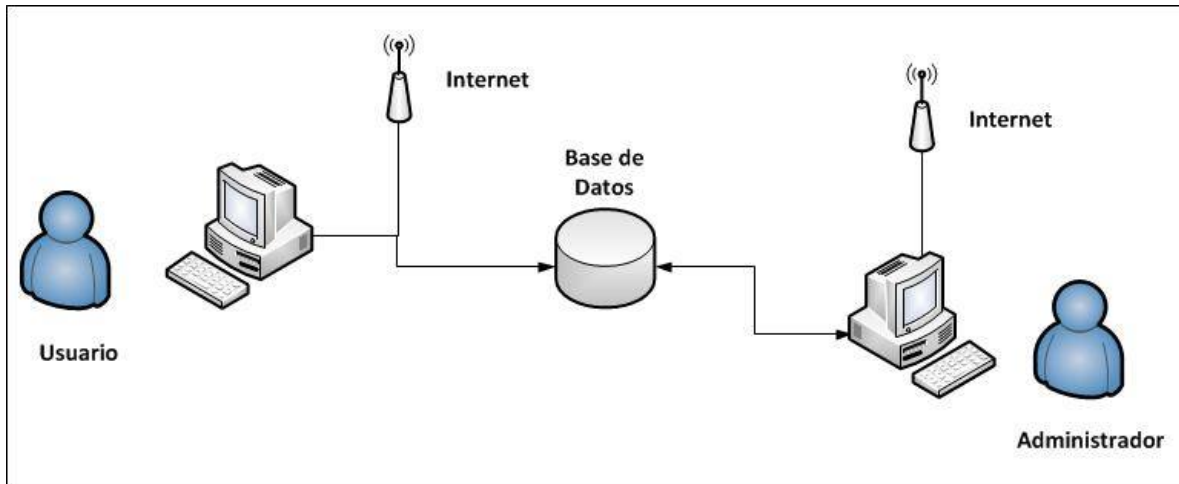 Internet
Internet
Base de
Datos
Usuario
Administrador